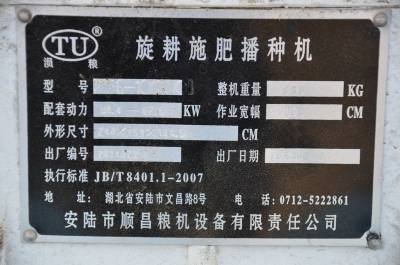 TU®
涢粮
旋耕施肥播种机
型 号 整机重量 KG
配套动力 KW 作业宽幅 CM
外形尺寸 CM
出厂编号 出厂日期
执行标准 JB/T8401.1-2007
地 址: 湖北省安陆市文昌路8号 电 话: 0712-5222861
安陆市顺昌粮机设备有限责任公司